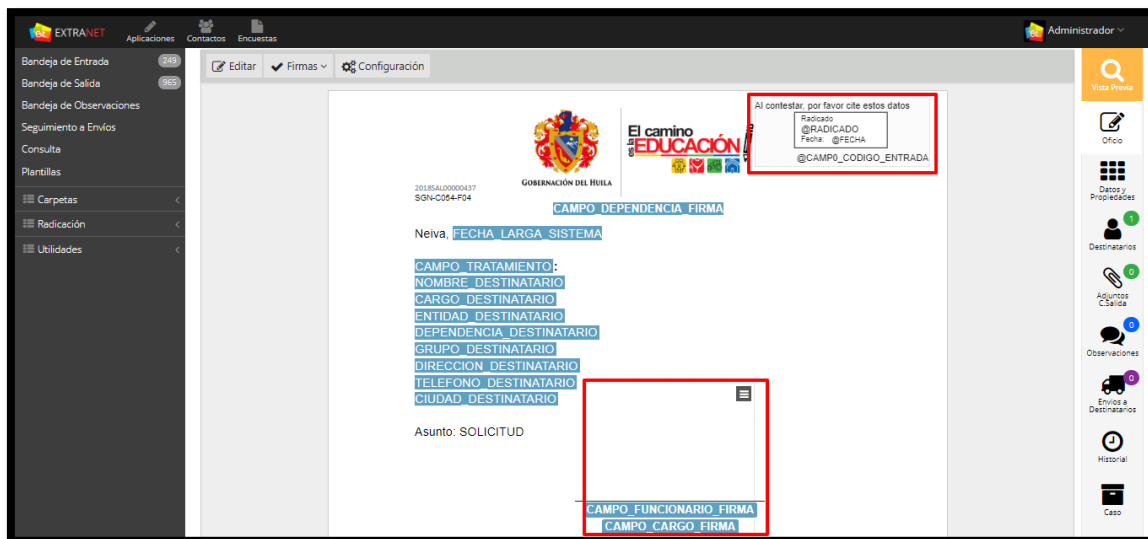 EXTRANET
Aplicaciones
Contactos
Encuestas
Administrador
Bandeja de Entrada 249
Bandeja de Salida 965
Bandeja de Observaciones
Seguimiento a Envíos
Consulta
Plantillas
Carpetas
Radicación
Utilidades
Editar
Firmas
Configuración
Al contestar, por favor cite estos datos
Radicado
@RADICADO
Fecha: @FECHA
@CAMP0_CODIGO_ENTRADA
El camino
es la EDUCACIÓN
GOBERNACIÓN DEL HUILA
2018SAL00000437
SGN-C054-F04
CAMPO_DEPENDENCIA_FIRMA
Neiva, FECHA_LARGA_SISTEMA
CAMPO_TRATAMIENTO:
NOMBRE_DESTINATARIO
CARGO_DESTINATARIO
ENTIDAD_DESTINATARIO
DEPENDENCIA_DESTINATARIO
GRUPO_DESTINATARIO
DIRECCION_DESTINATARIO
TELEFONO_DESTINATARIO
CIUDAD_DESTINATARIO
Asunto: SOLICITUD
CAMPO_FUNCIONARIO_FIRMA
CAMPO_CARGO_FIRMA
Vista Previa
Oficio
Datos y
Propiedades
1
Destinatarios
0
Adjuntos
C.Salida
0
Observaciones
0
Envios a
Destinatarios
Historial
Caso